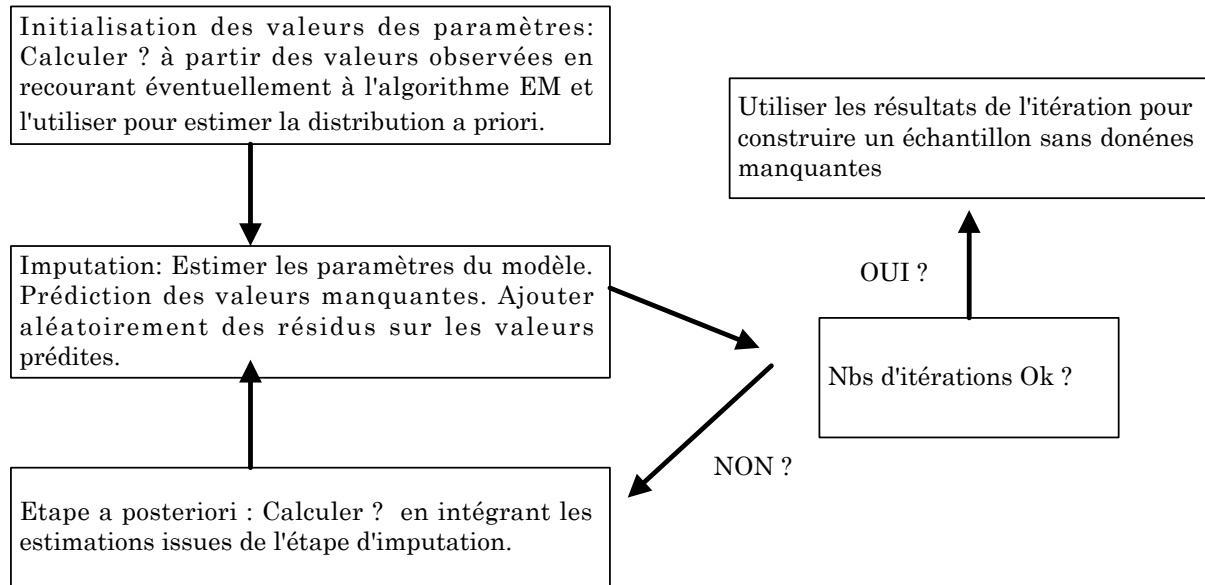 Initialisation des valeurs des paramètres:
Calculer ? à partir des valeurs observées en
recourant éventuellement à l'algorithme EM et
l'utiliser pour estimer la distribution a priori.
Utiliser les résultats de l'itération pour
construire un échantillon sans donénes
manquantes
Imputation: Estimer les paramètres du modèle.
Prédiction des valeurs manquantes. Ajouter
aléatoirement des résidus sur les valeurs
prédites.
OUI ?
Nbs d'itérations Ok ?
NON ?
Etape a posteriori : Calculer ? en intégrant les
estimations issues de l'étape d'imputation.